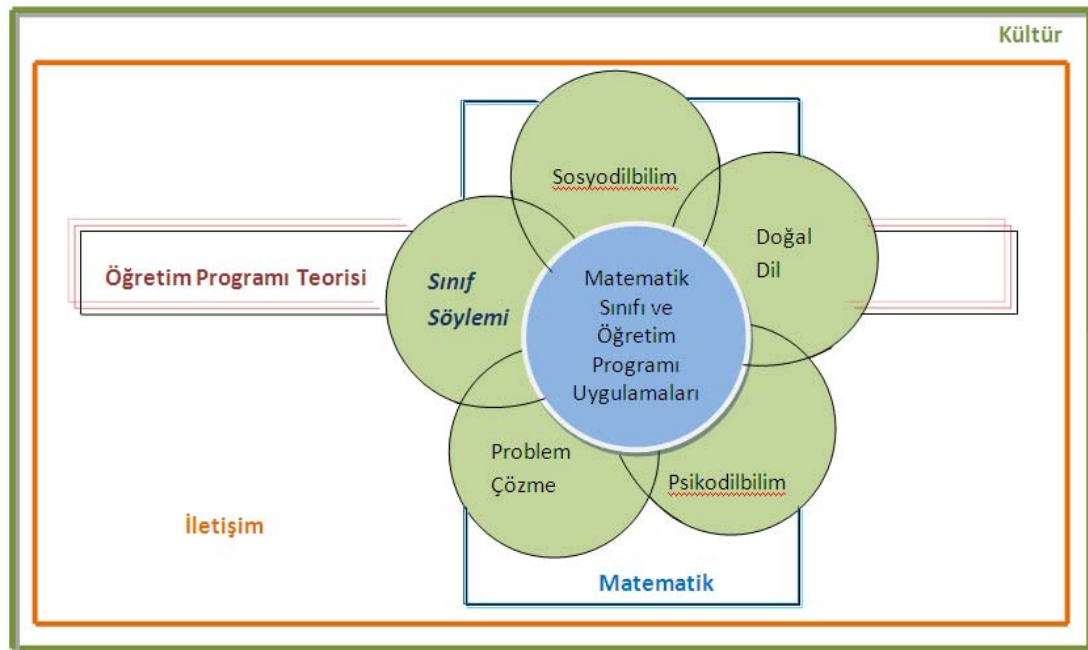 Kültür
Sosyodilbilim
Doğal
Dil
Öğretim Programı Teorisi
Sınıf
Söylemi
Matematik
Sınıfı ve
Öğretim
Programı
Uygulamaları
Problem
Çözme
Psikodilbilim
İletişim
Matematik